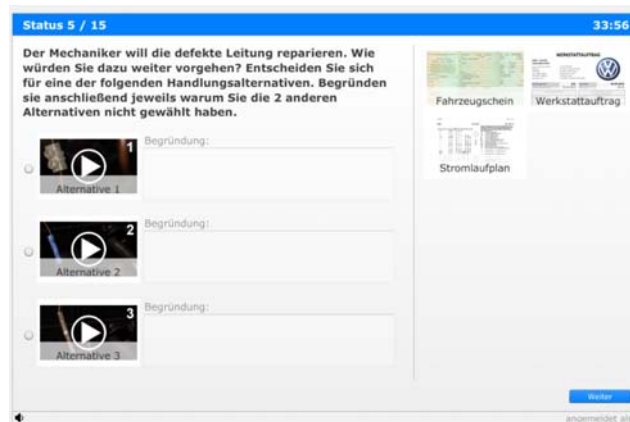 Status 5 / 15
33:56
Der Mechaniker will die defekte Leitung reparieren. Wie
würden Sie dazu weiter vorgehen? Entscheiden Sie sich
für eine der folgenden Handlungsalternativen. Begründen
sie anschließend jeweils warum Sie die 2 anderen
Alternativen nicht gewählt haben.
1
Alternative 1
Begründung:
2
Alternative 2
Begründung:
3
Alternative 3
Begründung:
WERKSTATTAUFTRAG
Fahrzeugschein
Werkstattauftrag
Stromlaufplan
Weiter
angemeldet als